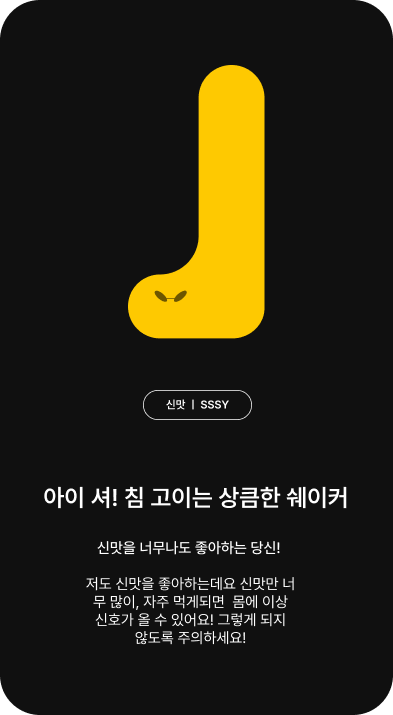 신맛 | SSSY
아이 셔! 침 고이는 상큼한 쉐이커
신맛을 너무나도 좋아하는 당신!
저도 신맛을 좋아하는데요 신맛만 너
무 많이, 자주 먹게되면  몸에 이상
신호가 올 수 있어요! 그렇게 되지
않도록 주의하세요!